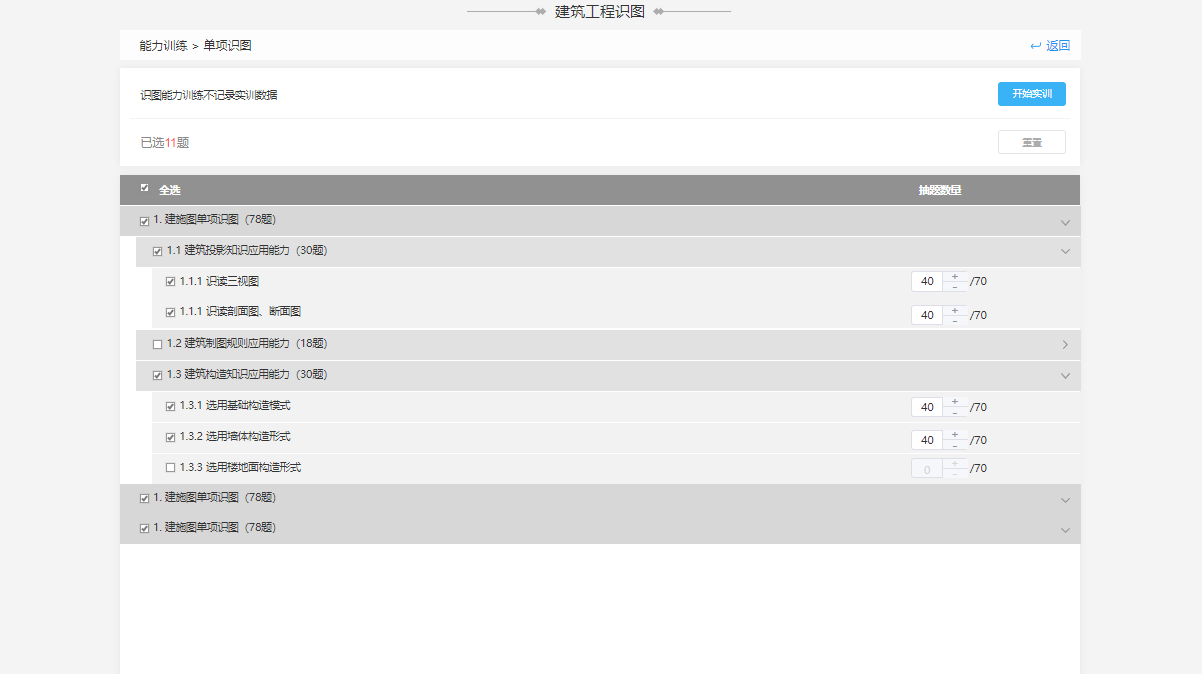 建筑工程识图
能力训练 > 单项识图 返回
识图能力训练不记录实训数据 开始实训
已选11题 重置
全选 抽题数量
1. 建施图单项识图（78题）
1.1 建筑投影知识应用能力（30题）
1.1.1 识读三视图 40 + - /70
1.1.1 识读剖面图、断面图 40 + - /70
1.2 建筑制图规则应用能力（18题）
1.3 建筑构造知识应用能力（30题）
1.3.1 选用基础构造模式 40 + - /70
1.3.2 选用墙体构造形式 40 + - /70
1.3.3 选用楼地面构造形式 0 + - /70
1. 建施图单项识图（78题）
1. 建施图单项识图（78题）